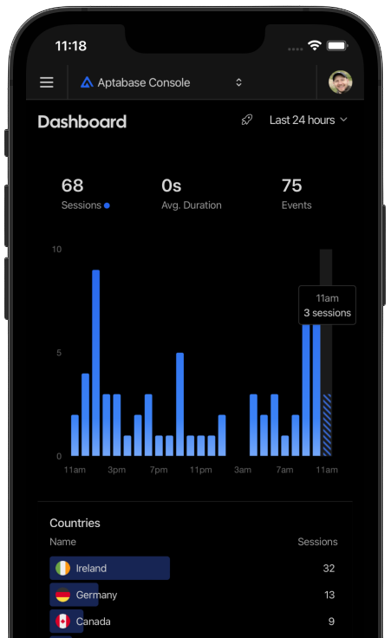 11:18
Aptabase Console
Dashboard
Last 24 hours
68
0s
75
Sessions
Avg. Duration
Events
10
5
0
11am
3 sessions
11am
3pm
7pm
11pm
3am
7am
11am
Countries
Name
Sessions
Ireland
32
Germany
13
Canada
9